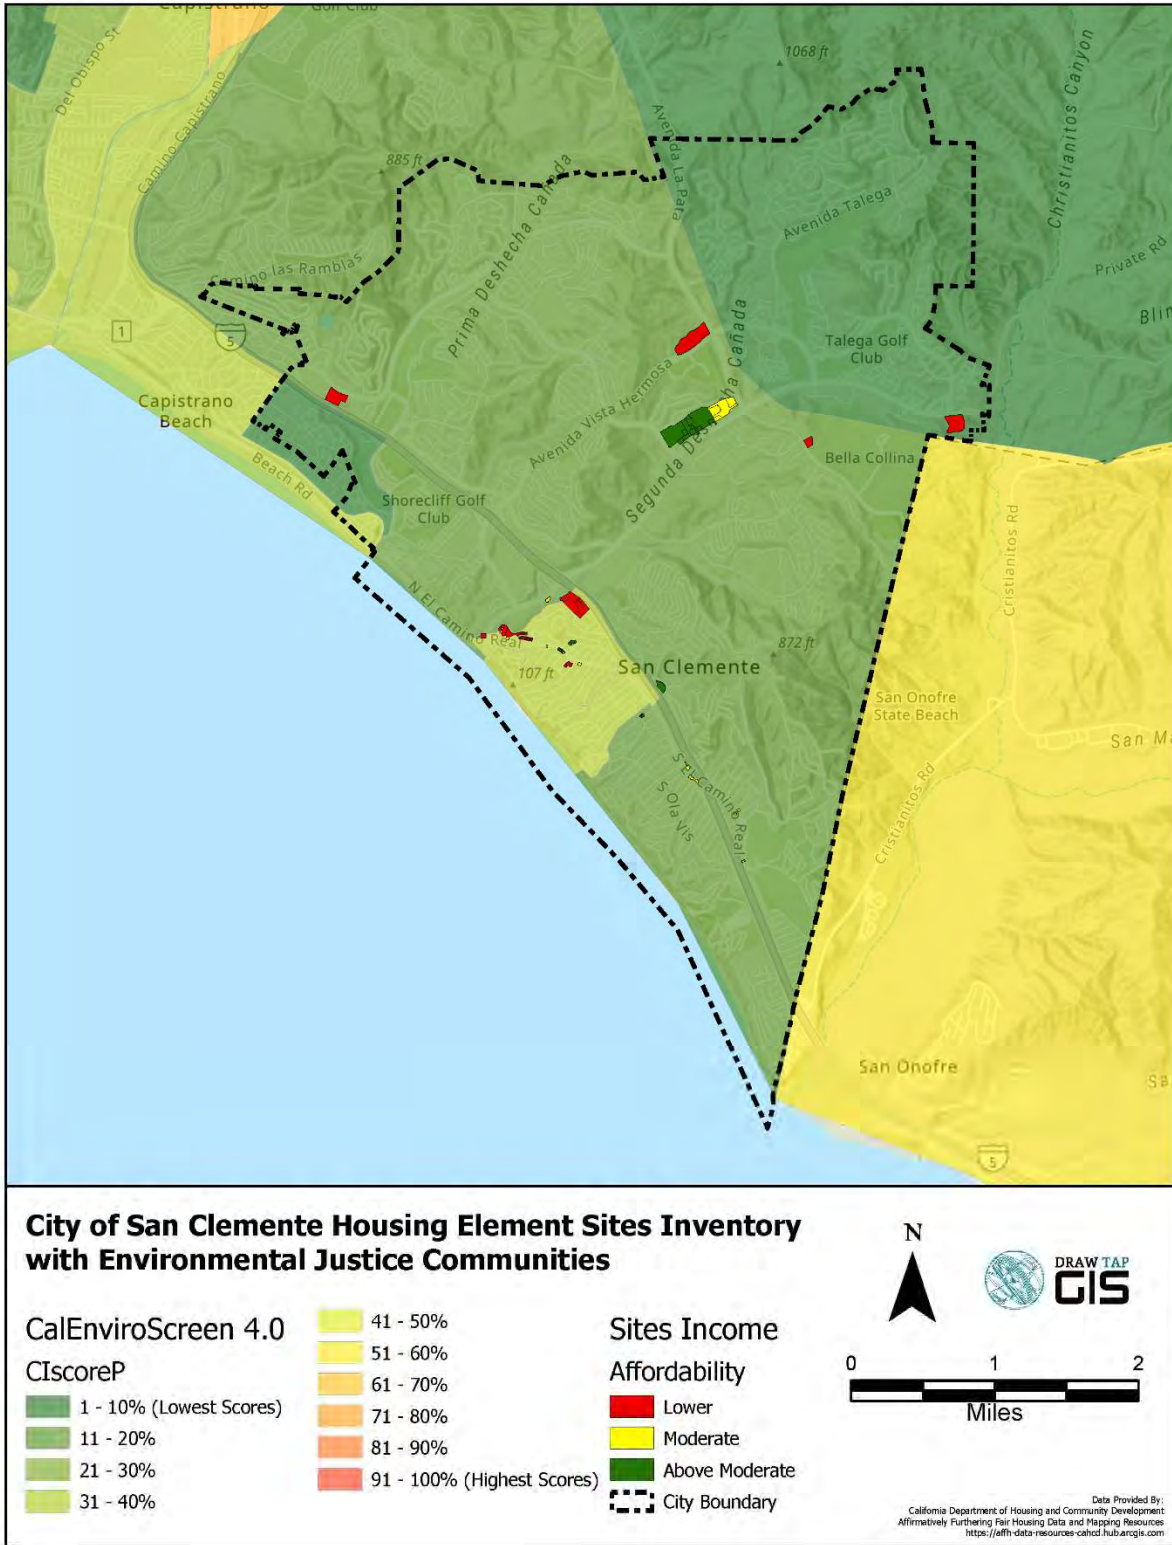 Capistrano
Golf Club
Del Obispo St
Camino Capistrano
1068 ft
Christianitos Canyon
Avenida La Pata
885 ft
Prima Deshecha Cañada
Avenida Talega
Private Rd
Camino las Ramblas
Blin
1
5
Talega Golf
Club
Segunda Deshecha Cañada
Capistrano
Beach
Avenida Vista Hermosa
Bella Collina
Beach Rd
Shorecliff Golf
Club
Cristianitos Rd
N El Camino Real
107 ft
San Clemente
872 ft
San Onofre
State Beach
San Ma
S El Camino Real
S Ola Vis
Cristianitos Rd
San Onofre
Sa
5
City of San Clemente Housing Element Sites Inventory
with Environmental Justice Communities
CalEnviroScreen 4.0
CIscoreP
1 - 10% (Lowest Scores)
11 - 20%
21 - 30%
31 - 40%
41 - 50%
51 - 60%
61 - 70%
71 - 80%
81 - 90%
91 - 100% (Highest Scores)
Sites Income
Affordability
Lower
Moderate
Above Moderate
City Boundary
N
DRAW TAP
GIS
0 1 2
Miles
Data Provided By:
California Department of Housing and Community Development
Affirmatively Furthering Fair Housing Data and Mapping Resources
https://affh-data-resources-cahcd.hub.arcgis.com